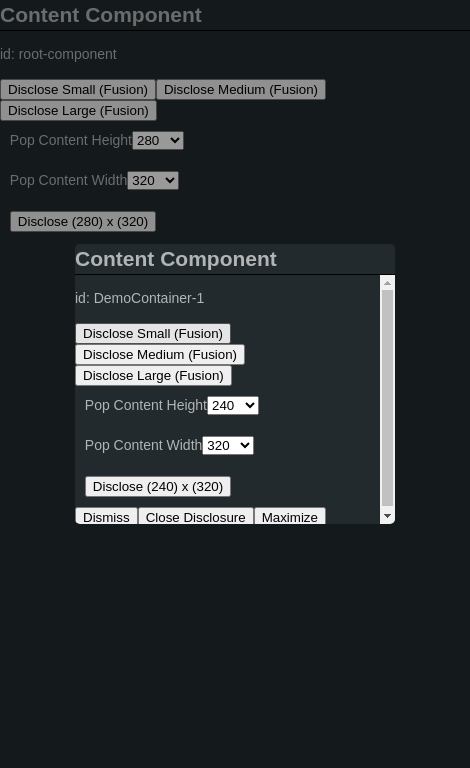 Content Component
id: root-component
Disclose Small (Fusion) Disclose Medium (Fusion)
Disclose Large (Fusion)
Pop Content Height 280
Pop Content Width 320
Disclose (280) x (320)
Content Component
id: DemoContainer-1
Disclose Small (Fusion)
Disclose Medium (Fusion)
Disclose Large (Fusion)
Pop Content Height 240
Pop Content Width 320
Disclose (240) x (320)
Dismiss Close Disclosure Maximize